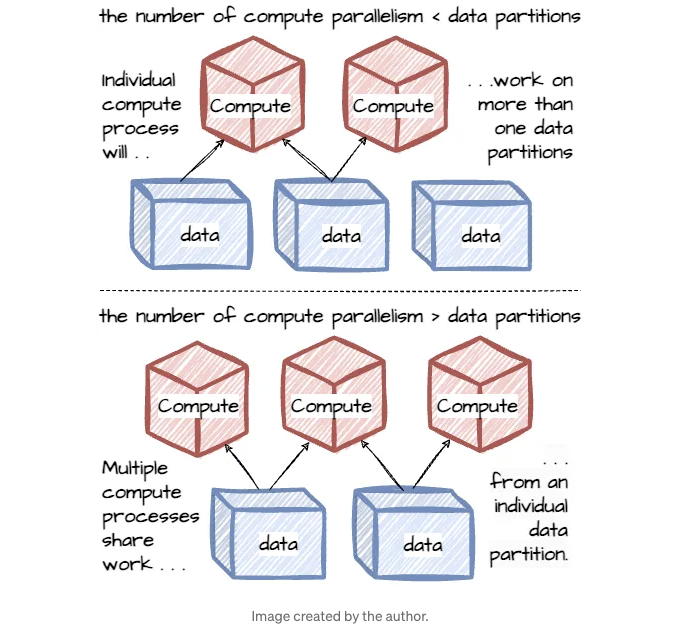 the number of compute parallelism < data partitions
Individual
compute
process
will . .
Compute
Compute
. . .work on
more than
one data
partitions
data
data
data
the number of compute parallelism > data partitions
Compute
Compute
Compute
Multiple
compute
processes
share
work . . .
data
data
. . .
from an
individual
data
partition.
Image created by the author.